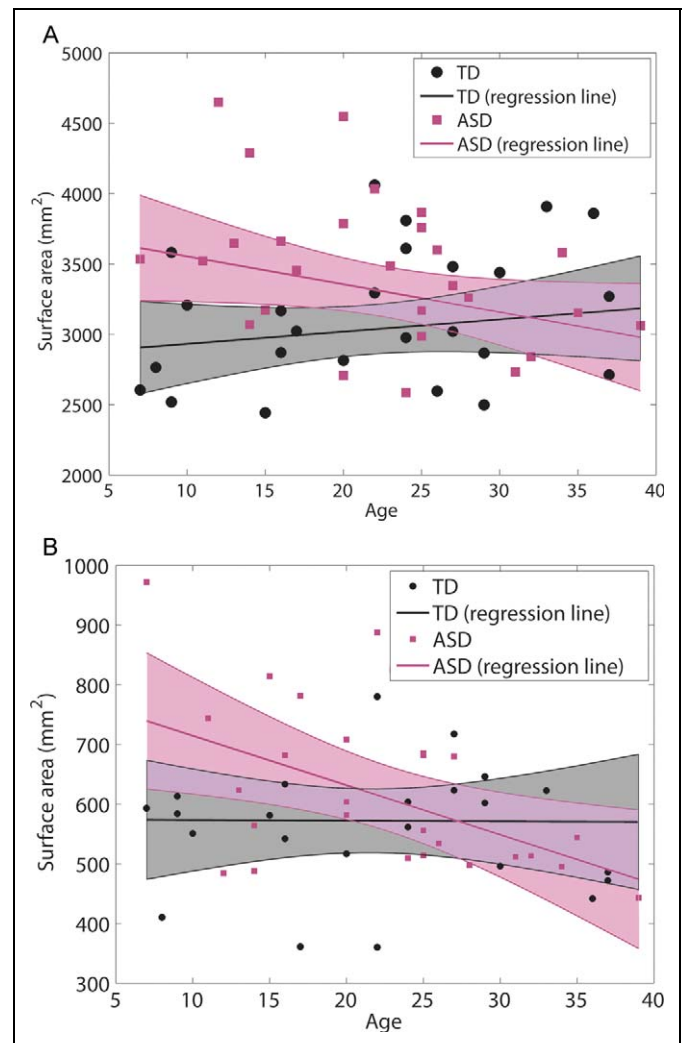 A
5000
4500
4000
3500
3000
2500
2000
Surface area (mm²)
TD
TD (regression line)
ASD
ASD (regression line)
5 10 15 20 25 30 35 40
Age
B
1000
900
800
700
600
500
400
300
Surface area (mm²)
TD
TD (regression line)
ASD
ASD (regression line)
5 10 15 20 25 30 35 40
Age